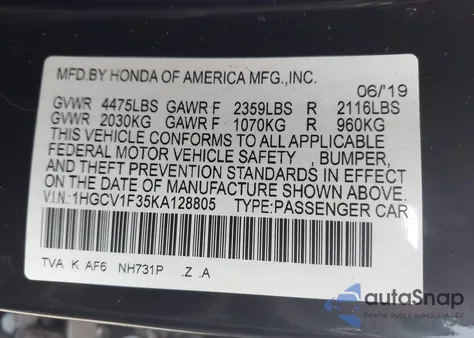 MFD.BY HONDA OF AMERICA MFG.,INC. 06/19
GVWR 4475LBS GAWR F 2359LBS R 2116LBS
GVWR 2030KG GAWR F 1070KG R 960KG
THIS VEHICLE CONFORMS TO ALL APPLICABLE
FEDERAL MOTOR VEHICLE SAFETY , BUMPER,
AND THEFT PREVENTION STANDARDS IN EFFECT
ON THE DATE OF MANUFACTURE SHOWN ABOVE.
V.I.N:1HGCV1F35KA128805 TYPE:PASSENGER CAR
TVA K AF6 NH731P .Z .A
autoSnap